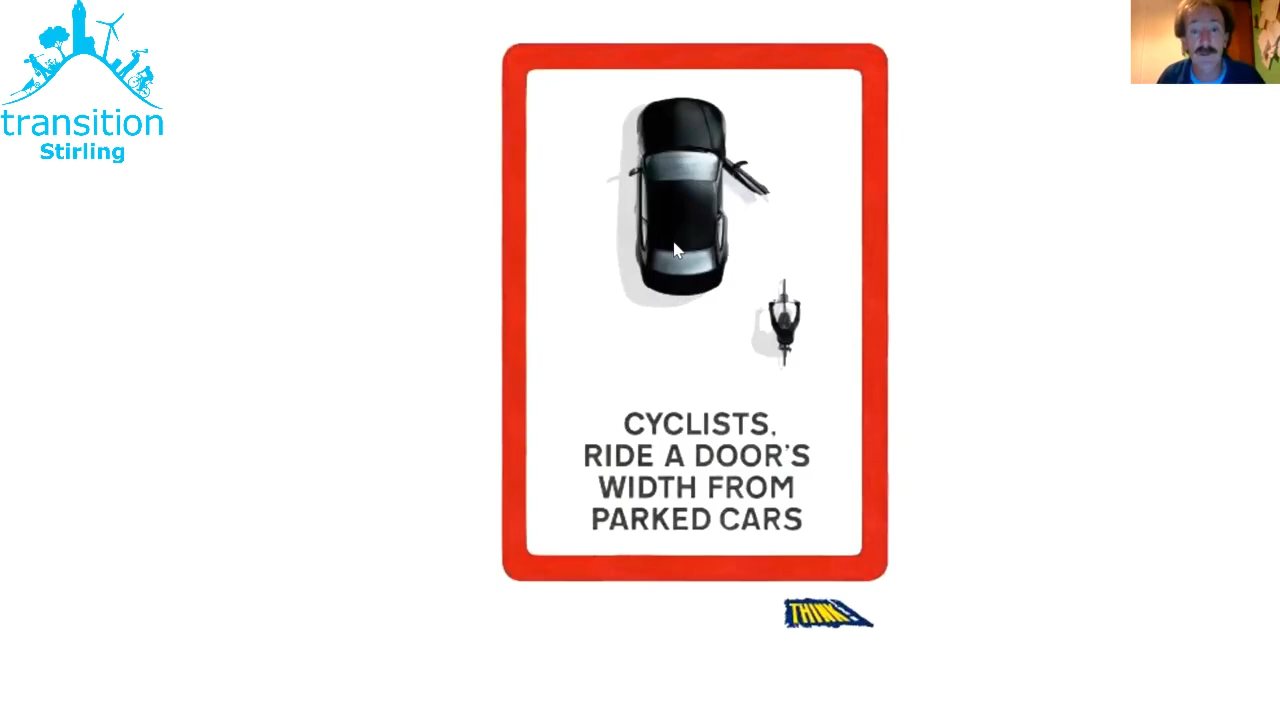 transition
Stirling
CYCLISTS,
RIDE A DOOR'S
WIDTH FROM
PARKED CARS
THINK!